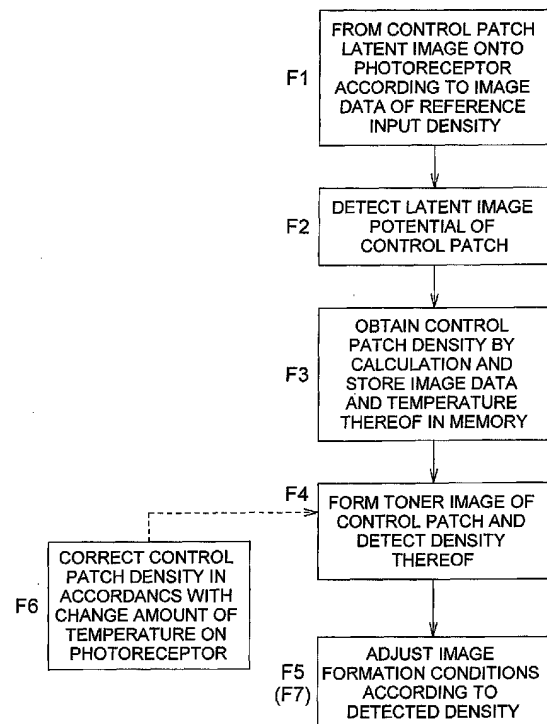 F1
FROM CONTROL PATCH
LATENT IMAGE ONTO
PHOTORECEPTOR
ACCORDING TO IMAGE
DATA OF REFERENCE
INPUT DENSITY
F2
DETECT LATENT IMAGE
POTENTIAL OF
CONTROL PATCH
F3
OBTAIN CONTROL
PATCH DENSITY BY
CALCULATION AND
STORE IMAGE DATA
AND TEMPERATURE
THEREOF IN MEMORY
F4
FORM TONER IMAGE OF
CONTROL PATCH AND
DETECT DENSITY
THEREOF
F6
CORRECT CONTROL
PATCH DENSITY IN
ACCORDANCS WITH
CHANGE AMOUNT OF
TEMPERATURE ON
PHOTORECEPTOR
F5
(F7)
ADJUST IMAGE
FORMATION CONDITIONS
ACCORDING TO
DETECTED DENSITY